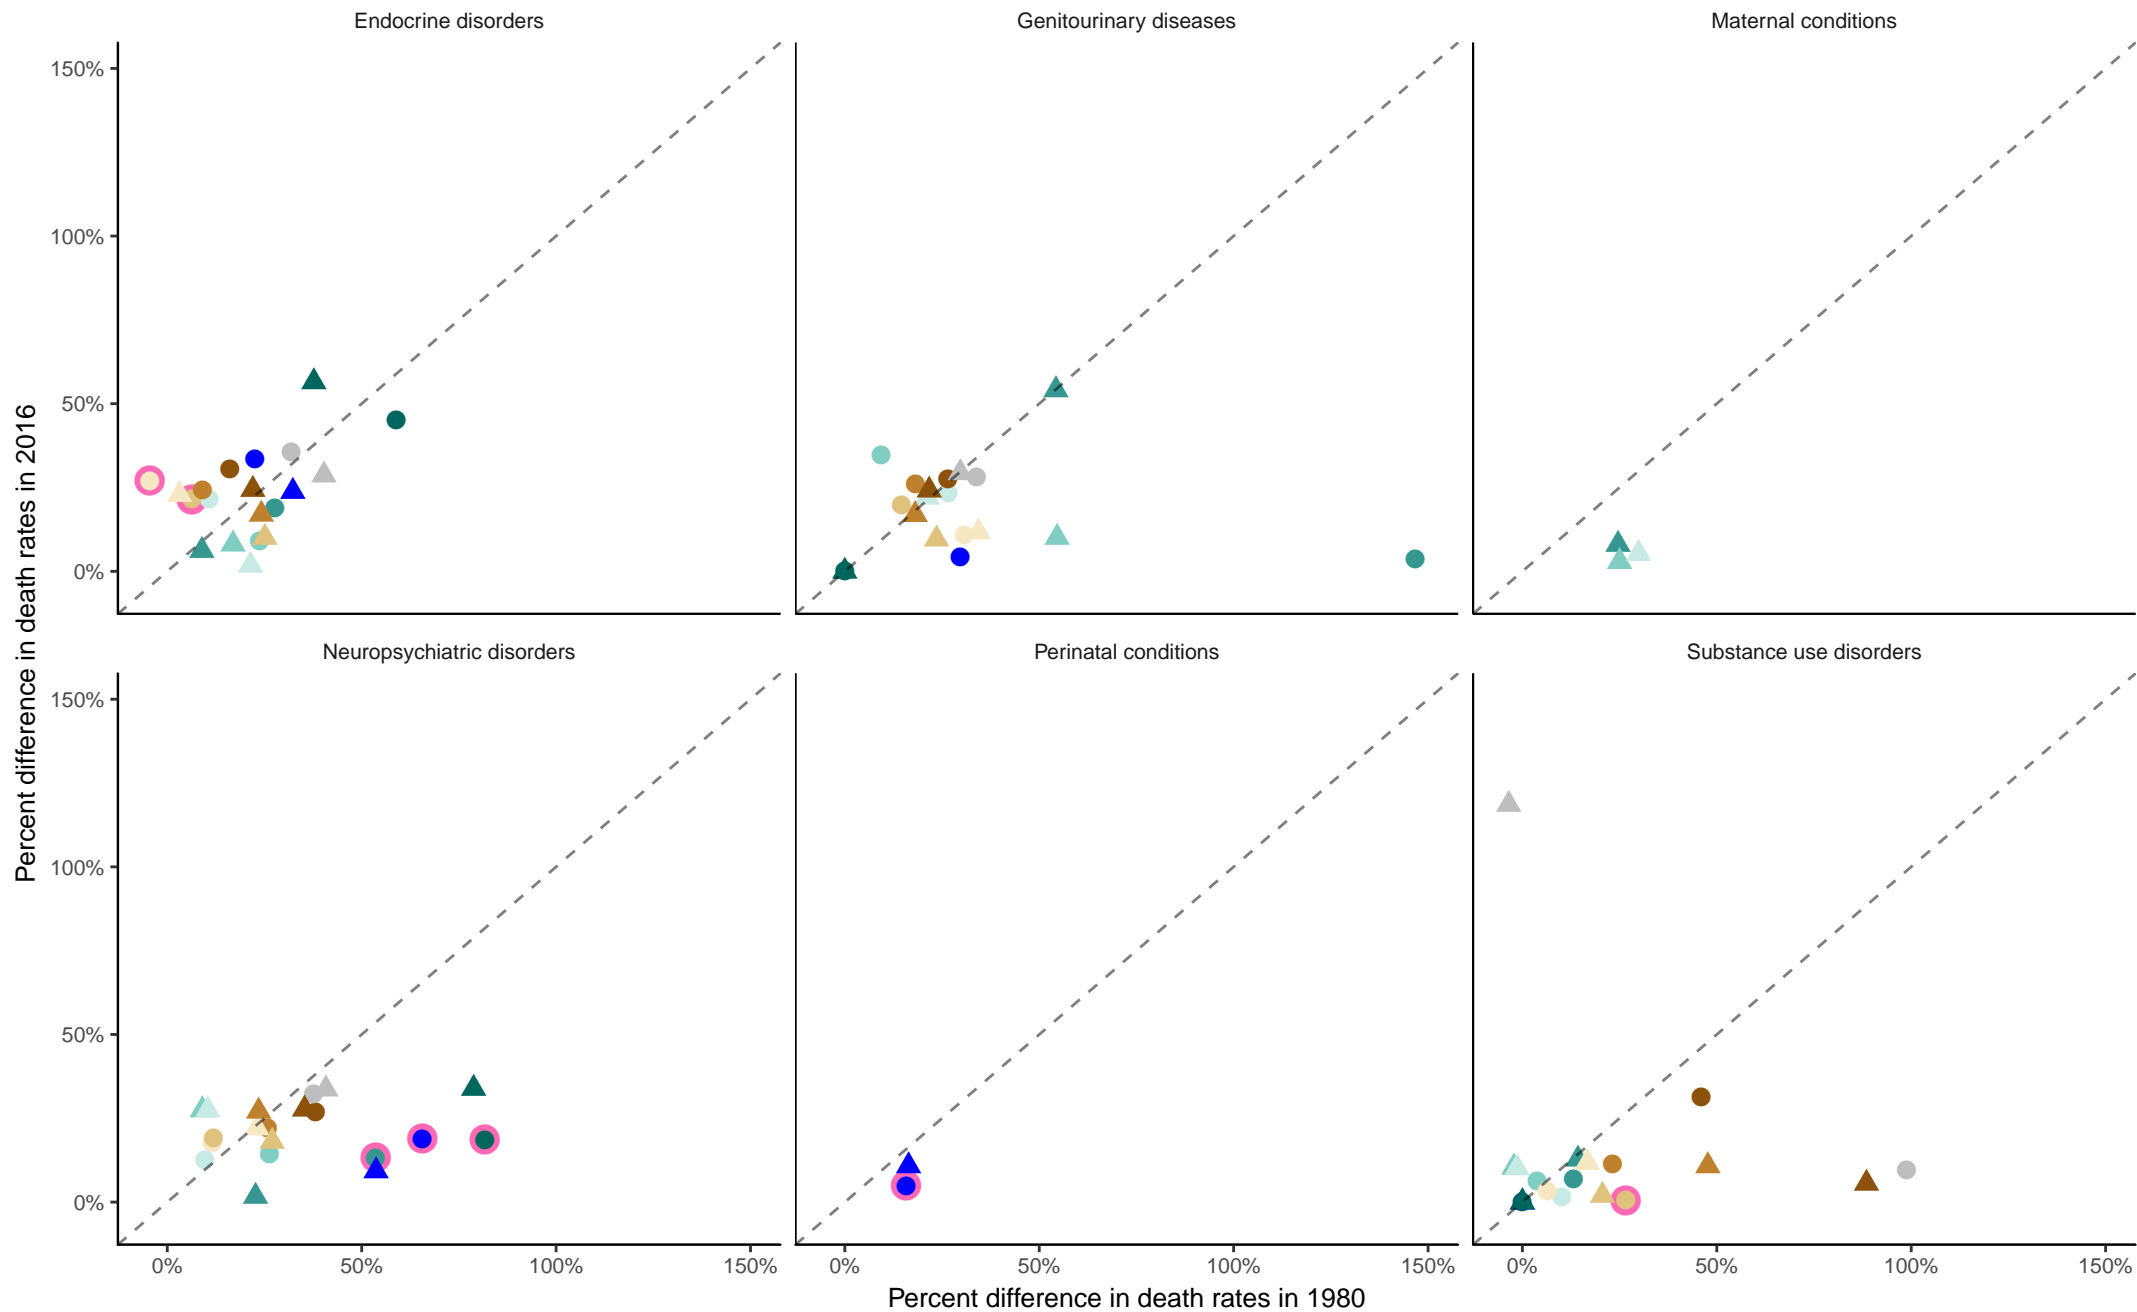 Endocrine disorders
Genitourinary diseases
Maternal conditions
150%
100%
50%
0%
Neuropsychiatric disorders
Perinatal conditions
Substance use disorders
150%
100%
50%
0%
0% 50% 100% 150%
0% 50% 100% 150%
0% 50% 100% 150%
Percent difference in death rates in 1980
Percent difference in death rates in 2016